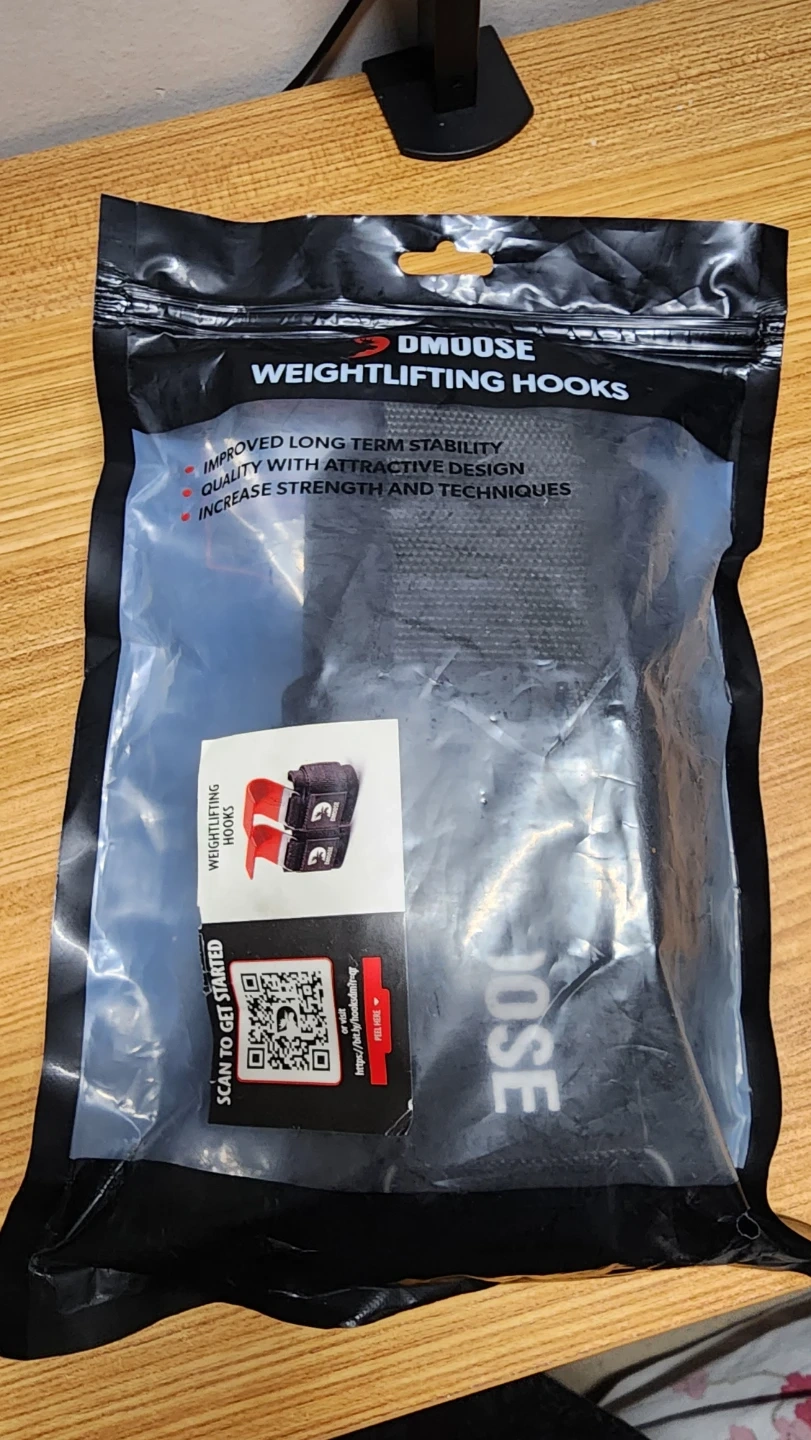 DMOOSE
WEIGHTLIFTING HOOKS
IMPROVED LONG TERM STABILITY
QUALITY WITH ATTRACTIVE DESIGN
INCREASE STRENGTH AND TECHNIQUES
WEIGHTLIFTING
HOOKS
SCAN TO GET STARTED
or visit
PEEL HERE
OSE